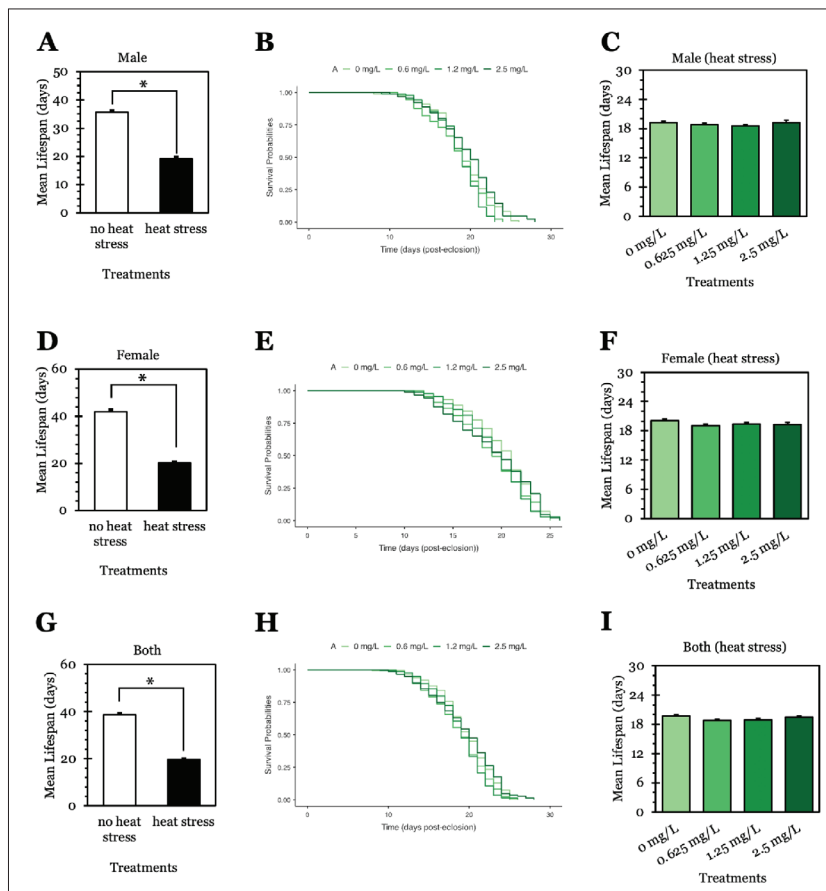 A
Male
Mean Lifespan (days)
50
40
30
20
10
0
*
no heat stress
heat stress
Treatments
B
A 0 mg/L 0.6 mg/L 1.2 mg/L 2.5 mg/L
Survival Probabilities
1.00
0.75
0.50
0.25
0.00
0
10
20
30
Time (days (post-eclosion))
C
Male (heat stress)
Mean Lifespan (days)
30
24
18
12
6
0
0 mg/L
0.625 mg/L
1.25 mg/L
2.5 mg/L
Treatments
D
Female
Mean Lifespan (days)
60
40
20
0
*
no heat stress
heat stress
Treatments
E
A 0 mg/L 0.6 mg/L 1.2 mg/L 2.5 mg/L
Survival Probabilities
1.00
0.75
0.50
0.25
0.00
0
5
10
15
20
25
Time (days (post-eclosion))
F
Female (heat stress)
Mean Lifespan (days)
30
24
18
12
6
0
0 mg/L
0.625 mg/L
1.25 mg/L
2.5 mg/L
Treatments
G
Both
Mean Lifespan (days)
60
40
20
0
*
no heat stress
heat stress
Treatments
H
A 0 mg/L 0.6 mg/L 1.2 mg/L 2.5 mg/L
Survival Probabilities
1.00
0.75
0.50
0.25
0.00
0
10
20
30
Time (days (post-eclosion))
I
Both (heat stress)
Mean Lifespan (days)
30
24
18
12
6
0
0 mg/L
0.625 mg/L
1.25 mg/L
2.5 mg/L
Treatments